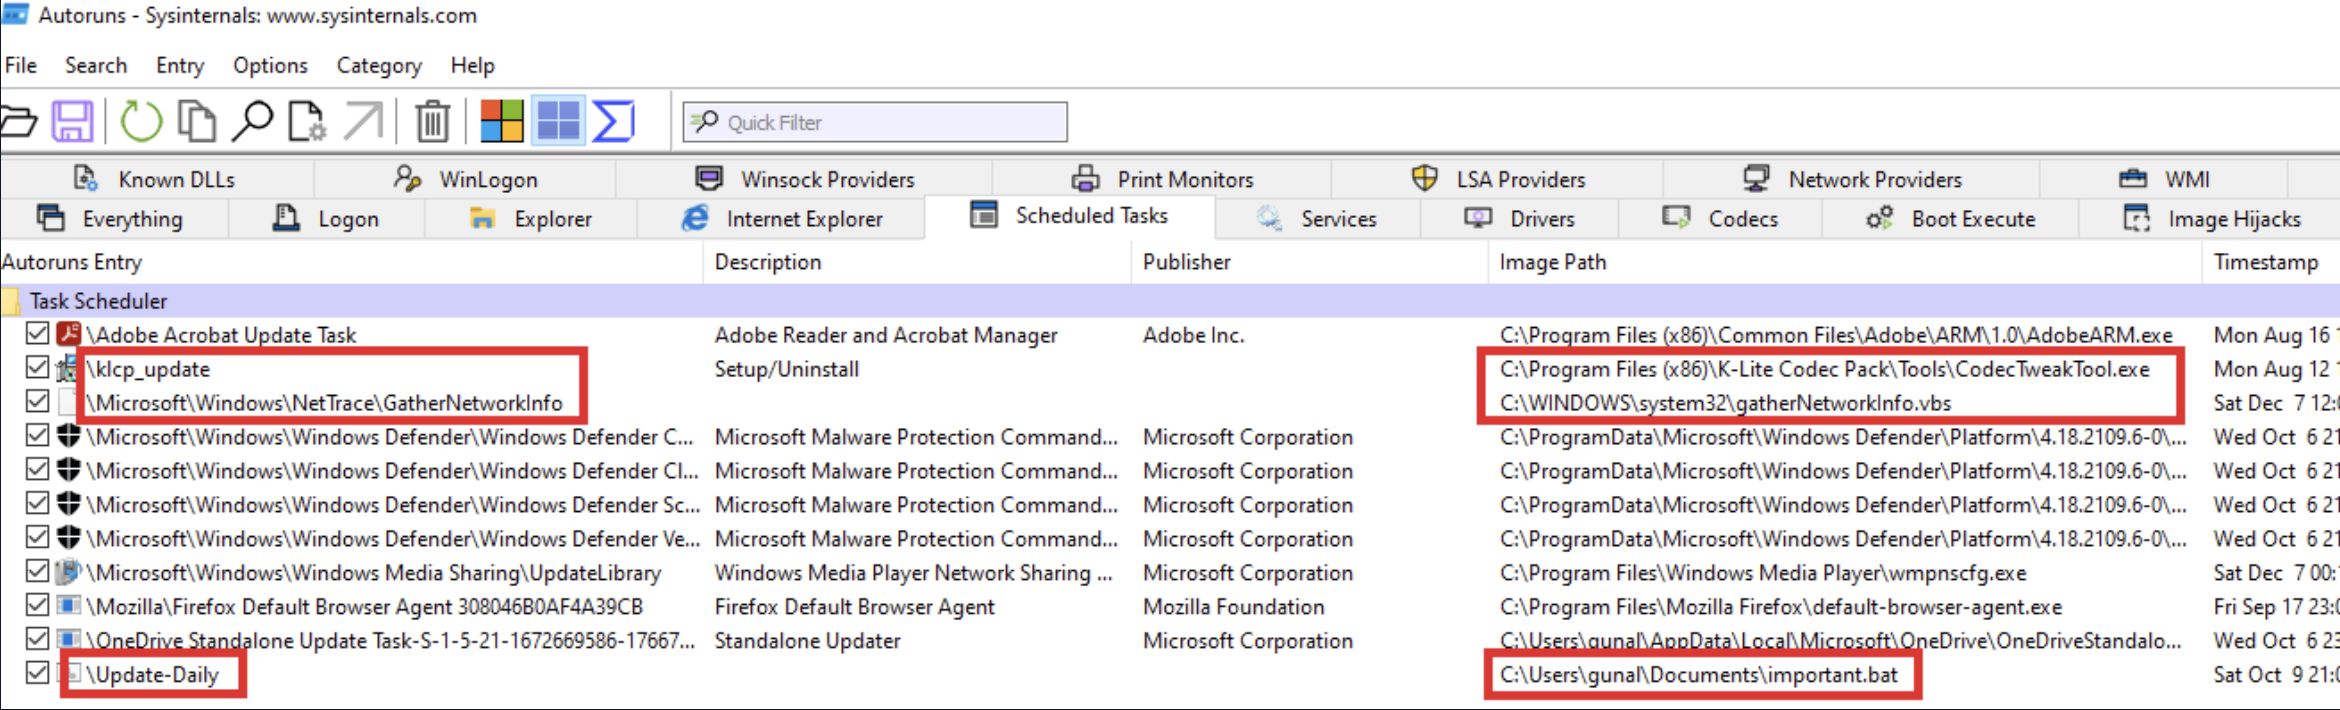 Autoruns - Sysinternals: www.sysinternals.com
File Search Entry Options Category Help
Quick Filter
Known DLLs WinLogon Winsock Providers Print Monitors LSA Providers Network Providers WMI
Everything Logon Explorer Internet Explorer Scheduled Tasks Services Drivers Codecs Boot Execute Image Hijacks
Autoruns Entry Description Publisher Image Path Timestamp
Task Scheduler
\Adobe Acrobat Update Task Adobe Reader and Acrobat Manager Adobe Inc. C:\Program Files (x86)\Common Files\Adobe\ARM\1.0\AdobeARM.exe Mon Aug 16 1
\klcp_update Setup/Uninstall C:\Program Files (x86)\K-Lite Codec Pack\Tools\CodecTweakTool.exe Mon Aug 12 1
\Microsoft\Windows\NetTrace\GatherNetworkInfo C:\WINDOWS\system32\gatherNetworkInfo.vbs Sat Dec 7 12:0
\Microsoft\Windows\Windows Defender\Windows Defender C... Microsoft Malware Protection Command... Microsoft Corporation C:\ProgramData\Microsoft\Windows Defender\Platform\4.18.2109.6-0\... Wed Oct 6 21
\Microsoft\Windows\Windows Defender\Windows Defender Cl... Microsoft Malware Protection Command... Microsoft Corporation C:\ProgramData\Microsoft\Windows Defender\Platform\4.18.2109.6-0\... Wed Oct 6 21
\Microsoft\Windows\Windows Defender\Windows Defender Sc... Microsoft Malware Protection Command... Microsoft Corporation C:\ProgramData\Microsoft\Windows Defender\Platform\4.18.2109.6-0\... Wed Oct 6 21
\Microsoft\Windows\Windows Defender\Windows Defender Ve... Microsoft Malware Protection Command... Microsoft Corporation C:\ProgramData\Microsoft\Windows Defender\Platform\4.18.2109.6-0\... Wed Oct 6 21
\Microsoft\Windows\Windows Media Sharing\UpdateLibrary Windows Media Player Network Sharing ... Microsoft Corporation C:\Program Files\Windows Media Player\wmpnscfg.exe Sat Dec 7 00:
\Mozilla\Firefox Default Browser Agent 308046B0AF4A39CB Firefox Default Browser Agent Mozilla Foundation C:\Program Files\Mozilla Firefox\default-browser-agent.exe Fri Sep 17 23:0
\OneDrive Standalone Update Task-S-1-5-21-1672669586-17667... Standalone Updater Microsoft Corporation C:\Users\gunal\AppData\Local\Microsoft\OneDrive\OneDriveStandalo... Wed Oct 6 23
\Update-Daily C:\Users\gunal\Documents\important.bat Sat Oct 9 21:0